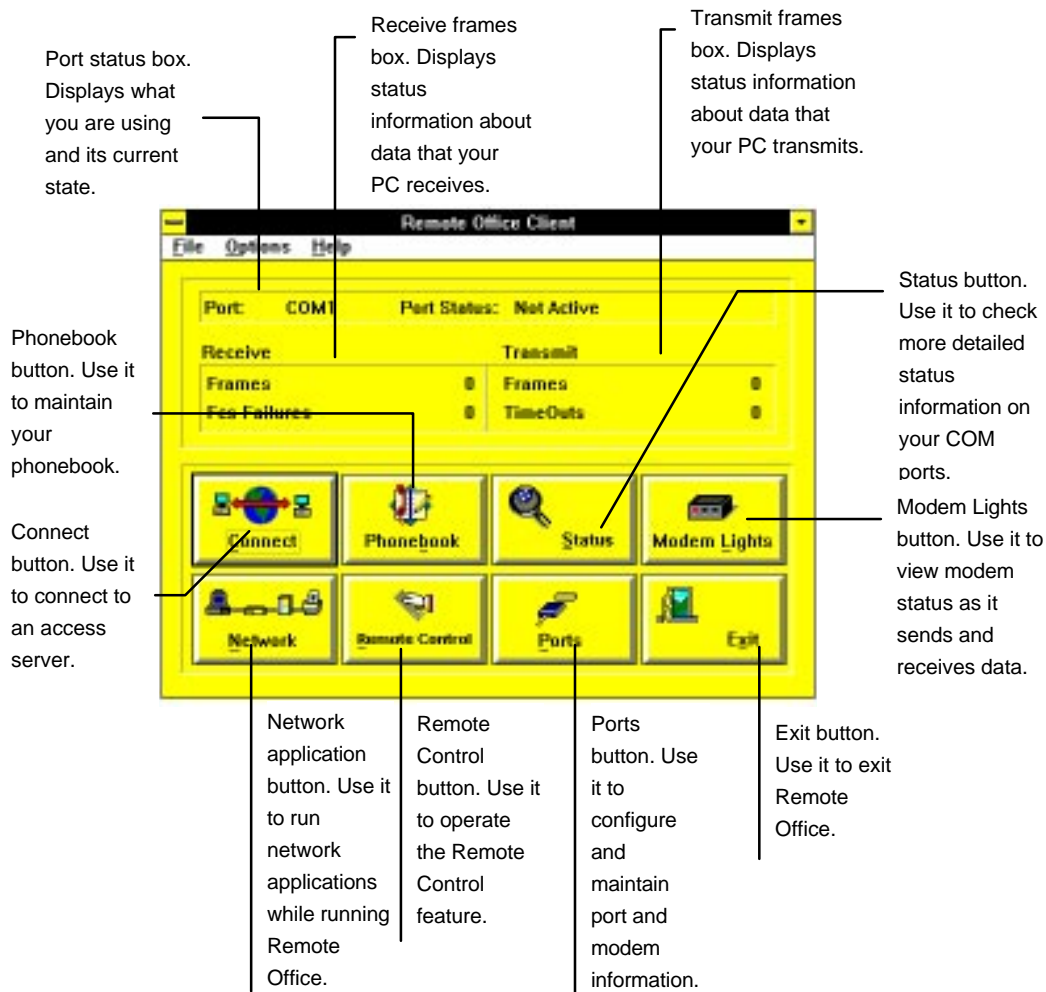 Port status box.
Displays what
you are using
and its current
state.
Receive frames
box. Displays
status
information about
data that your
PC receives.
Transmit frames
box. Displays
status information
about data that
your PC transmits.
Remote Office Client
File Options Help
Port: COM1 Port Status: Not Active
Receive Transmit
Frames 0 Frames 0
Fcs Failures 0 TimeOuts 0
Connect Phonebook Status Modem Lights
Network Remote Control Ports Exit
Phonebook
button. Use it
to maintain
your
phonebook.
Connect
button. Use it
to connect to
an access
server.
Status button.
Use it to check
more detailed
status
information on
your COM
ports.
Modem Lights
button. Use it to
view modem
status as it
sends and
receives data.
Network
application
button. Use it
to run
network
applications
while running
Remote
Office.
Remote
Control
button. Use it
to operate
the Remote
Control
feature.
Ports
button. Use
it to
configure
and
maintain
port and
modem
information.
Exit button.
Use it to exit
Remote
Office.